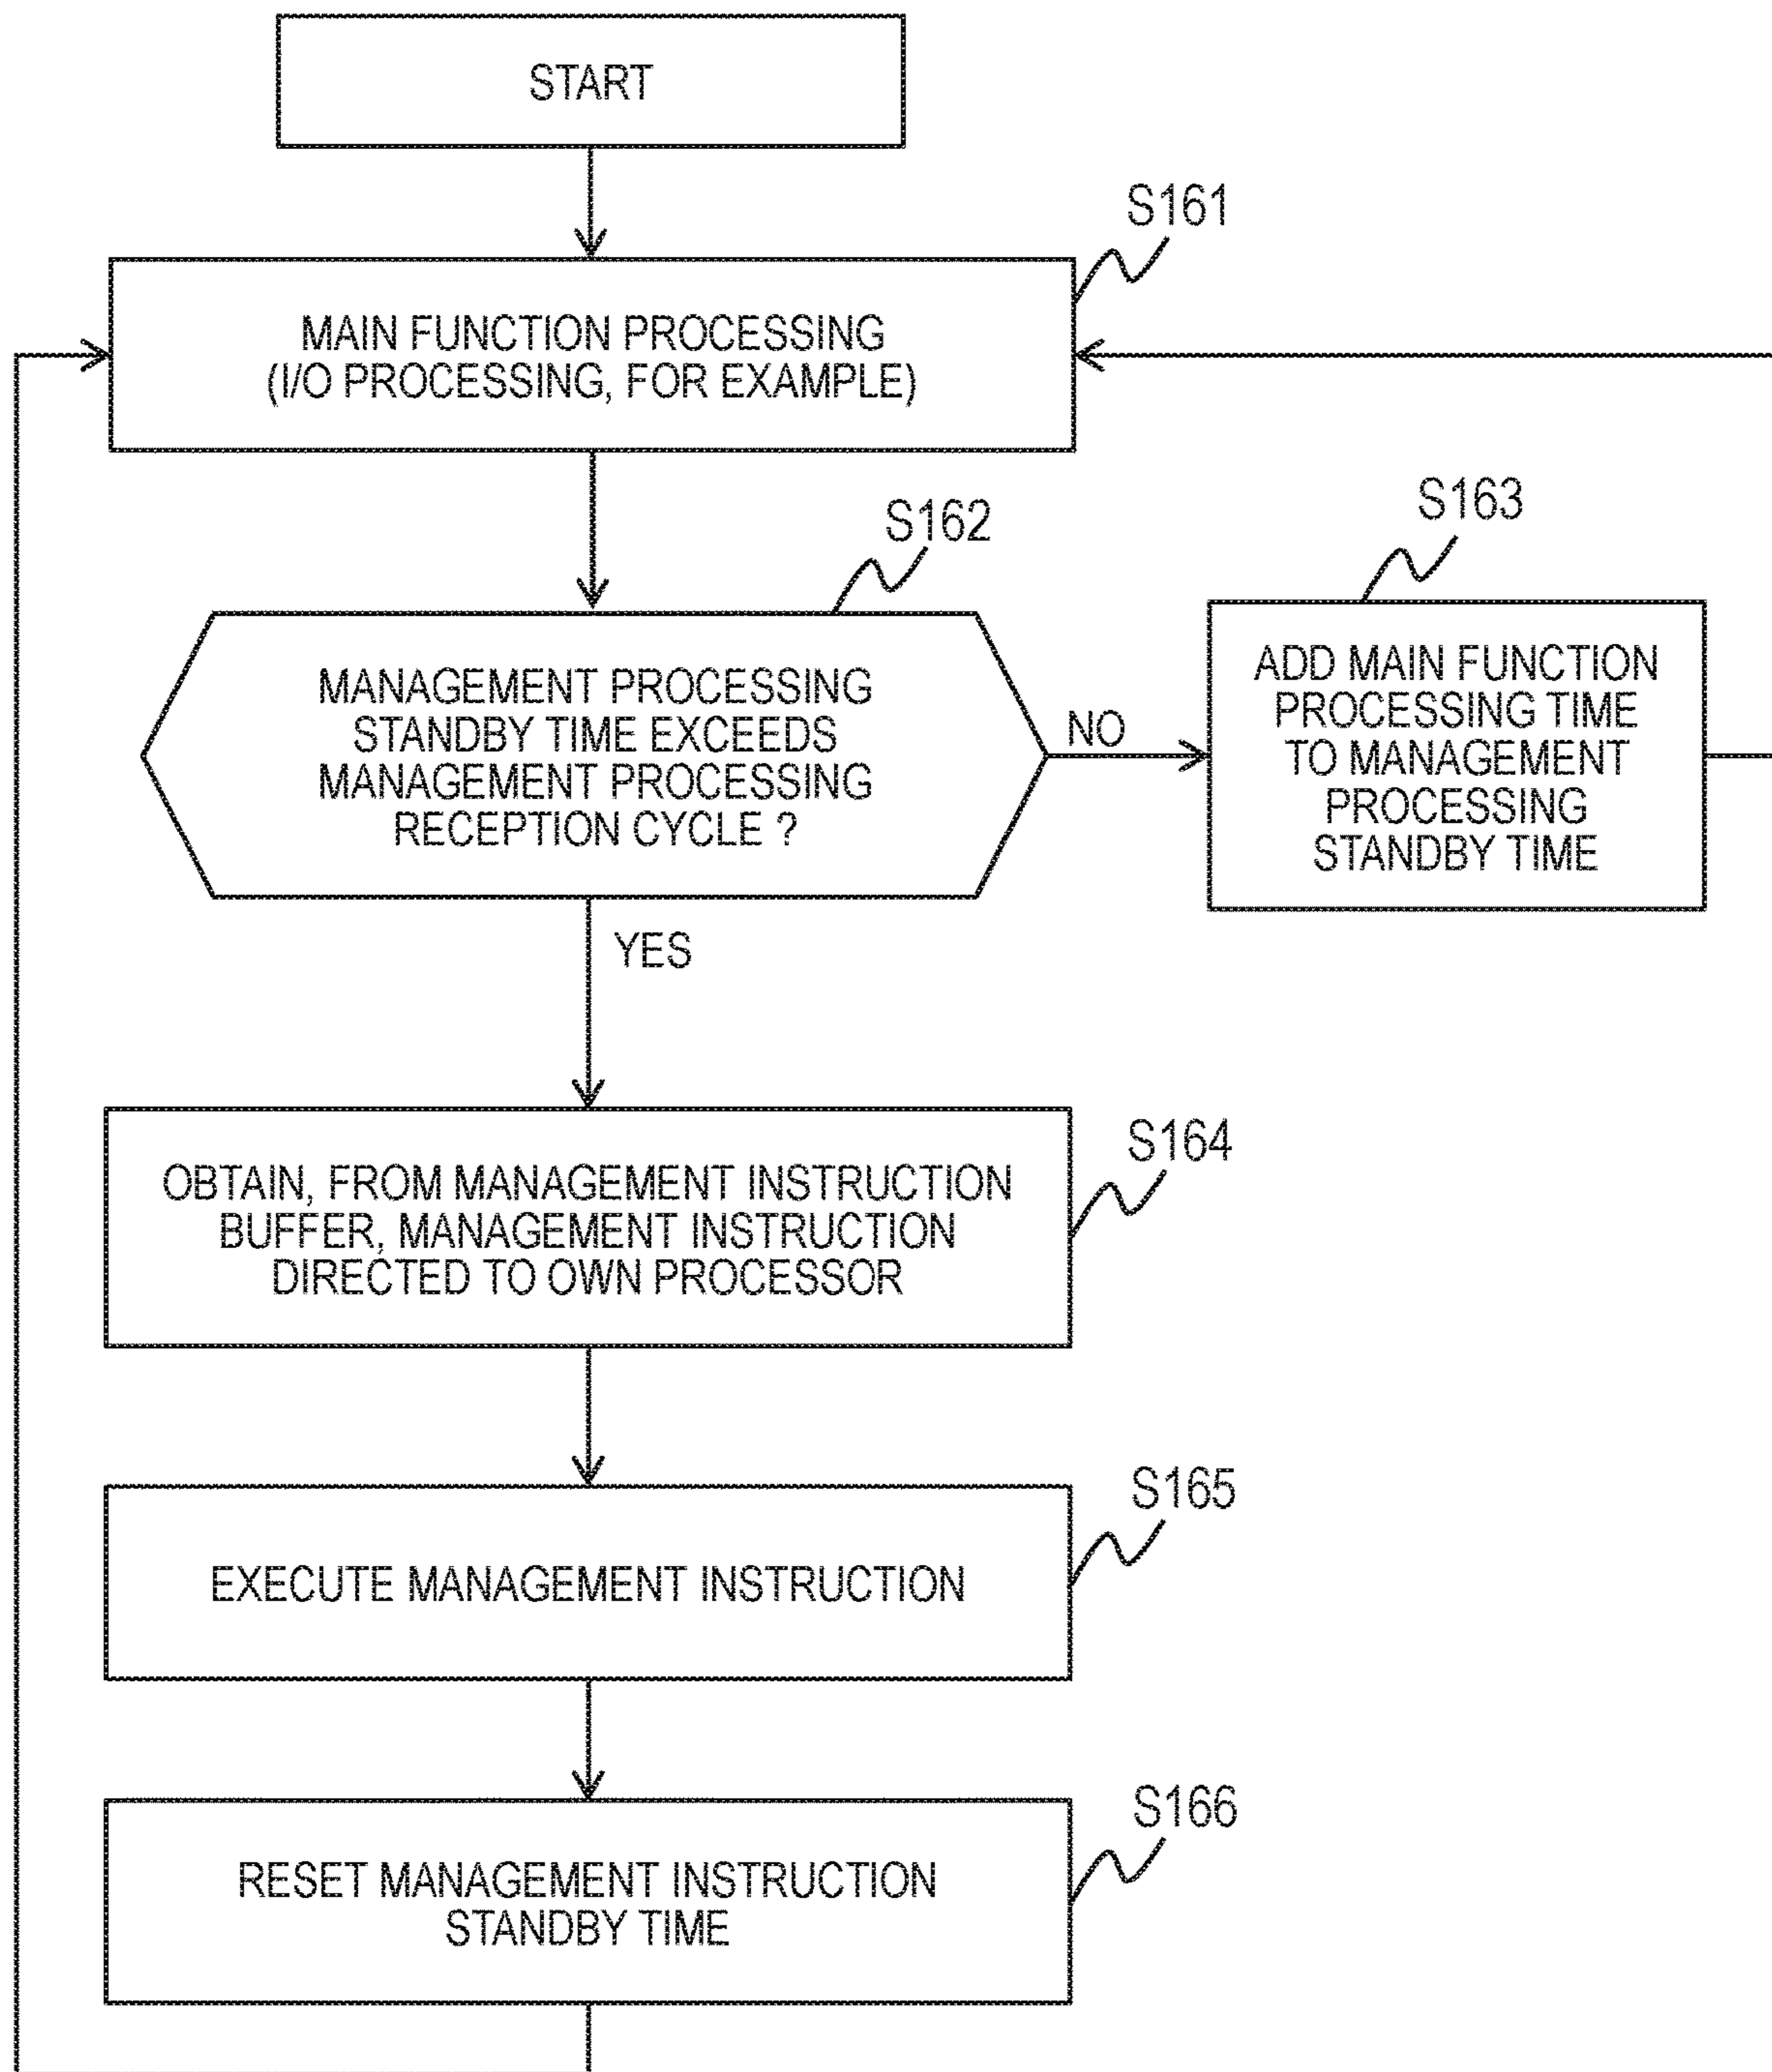 START
S161
MAIN FUNCTION PROCESSING
(I/O PROCESSING, FOR EXAMPLE)
S162
MANAGEMENT PROCESSING
STANDBY TIME EXCEEDS
MANAGEMENT PROCESSING
RECEPTION CYCLE ?
NO
S163
ADD MAIN FUNCTION
PROCESSING TIME
TO MANAGEMENT
PROCESSING
STANDBY TIME
YES
S164
OBTAIN, FROM MANAGEMENT INSTRUCTION
BUFFER, MANAGEMENT INSTRUCTION
DIRECTED TO OWN PROCESSOR
S165
EXECUTE MANAGEMENT INSTRUCTION
S166
RESET MANAGEMENT INSTRUCTION
STANDBY TIME